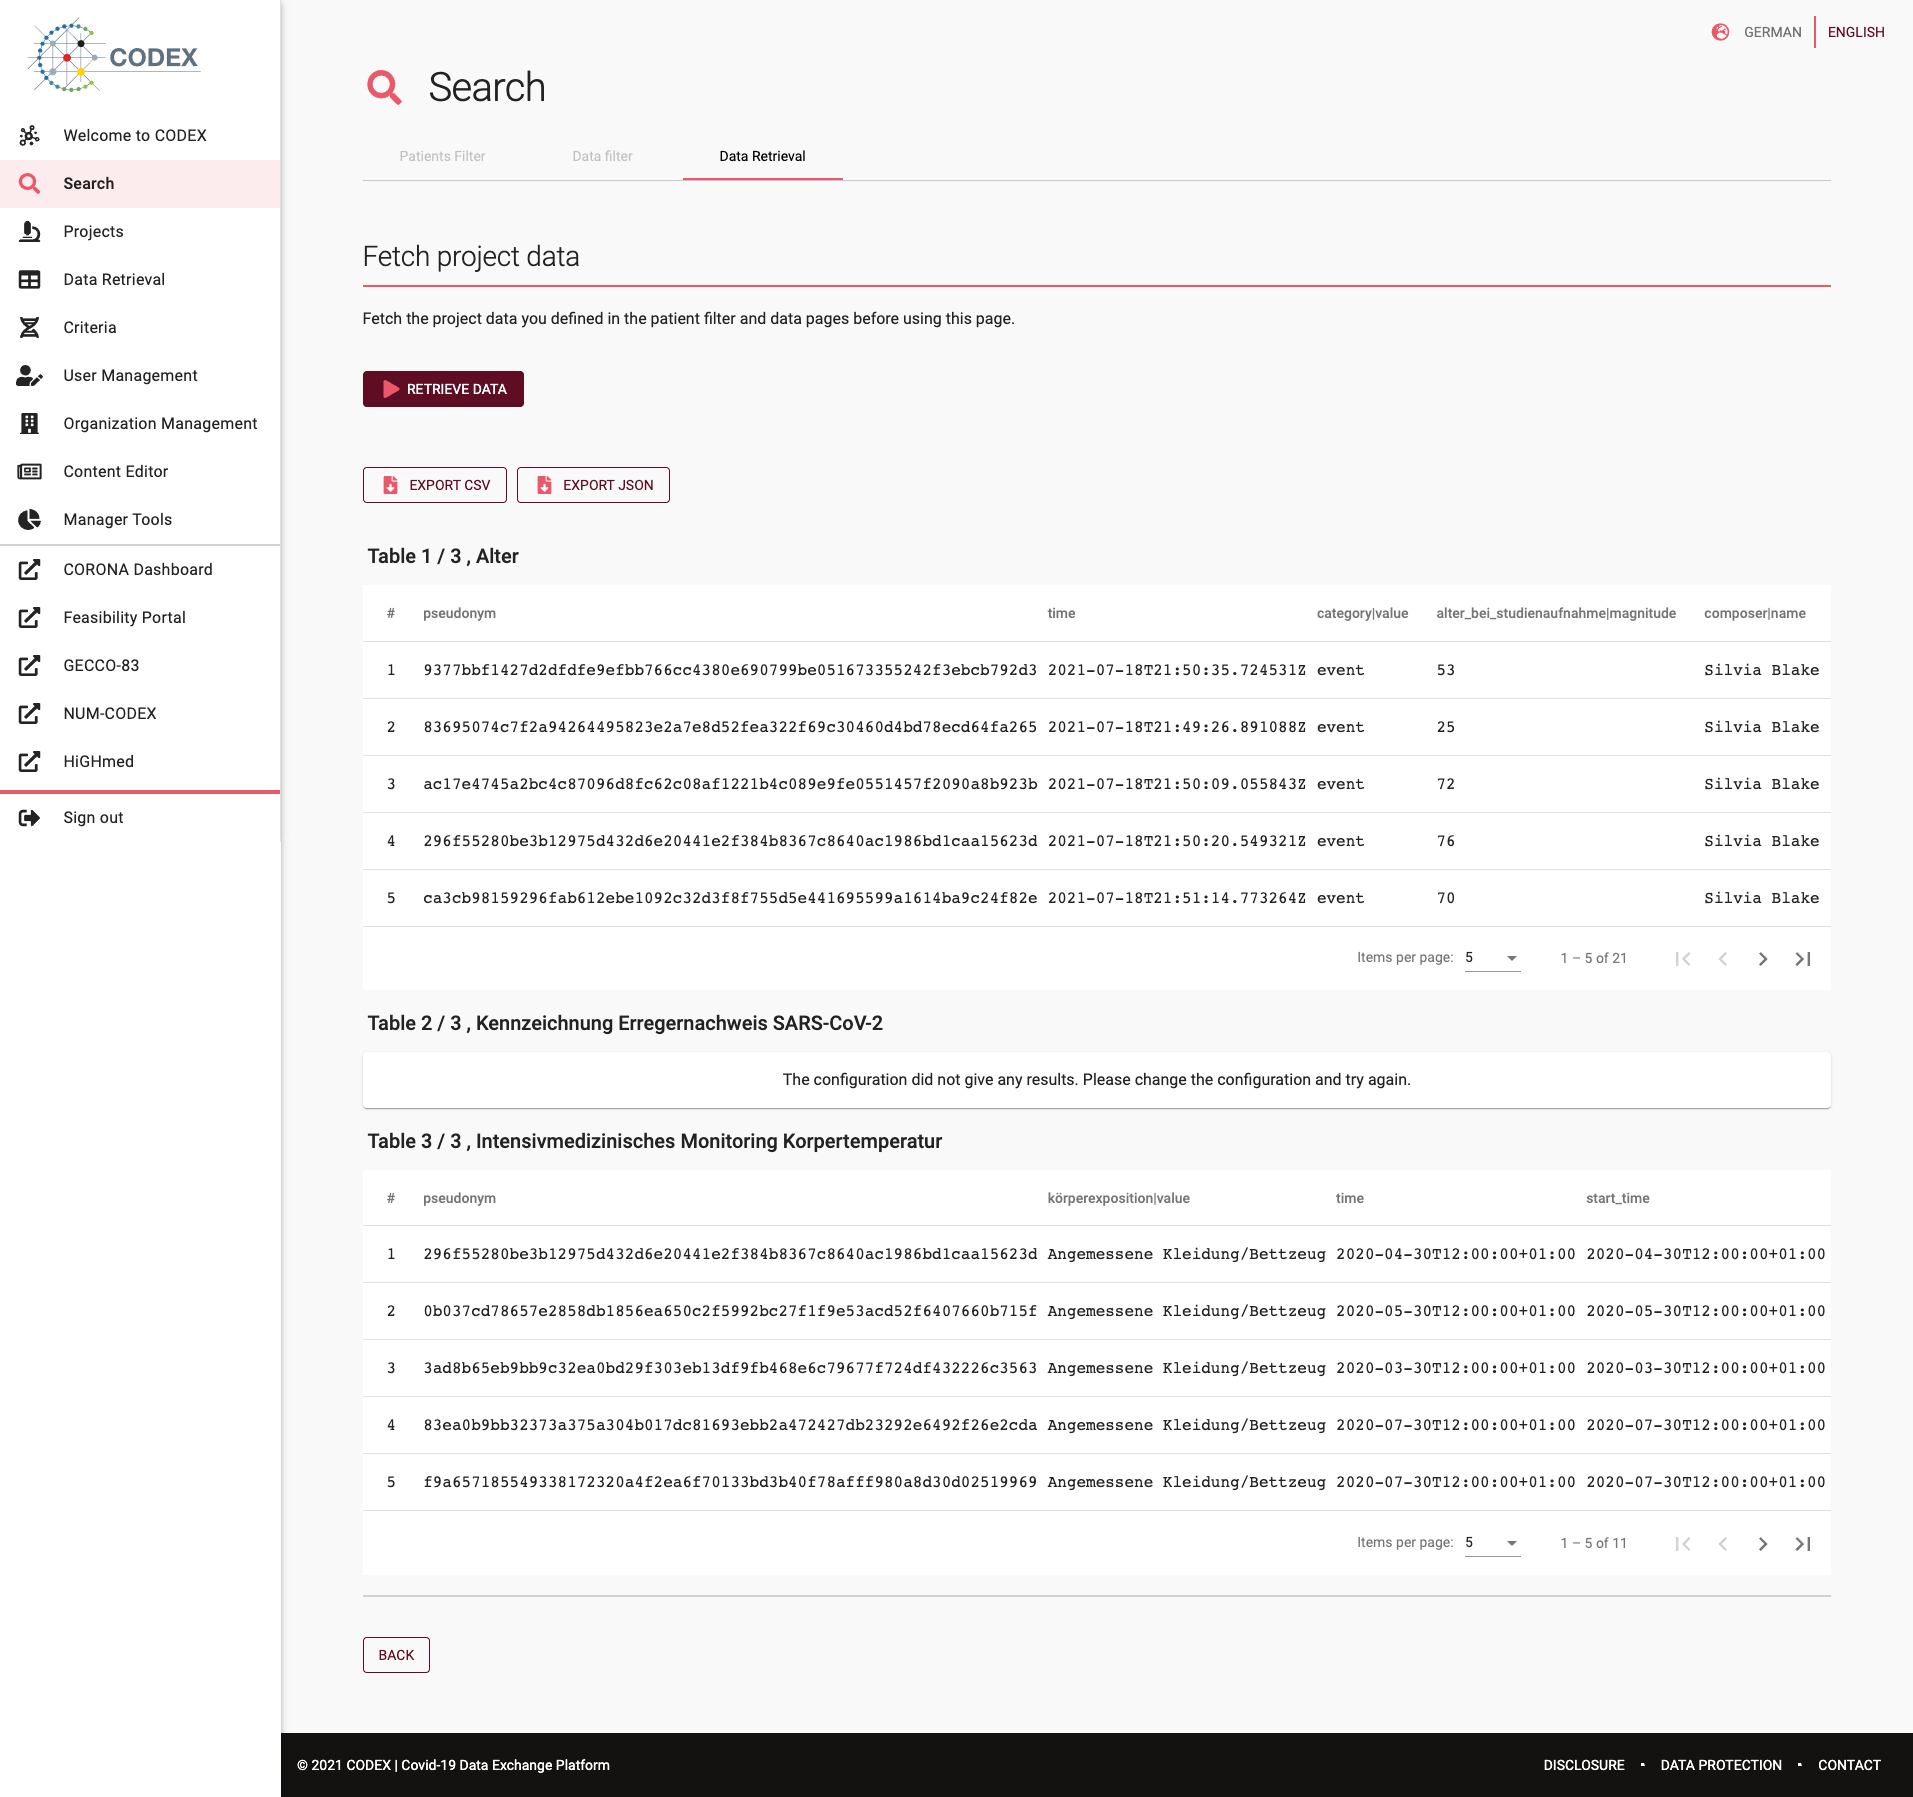 CODEX
Welcome to CODEX
Search
Projects
Data Retrieval
Criteria
User Management
Organization Management
Content Editor
Manager Tools
CORONA Dashboard
Feasibility Portal
GECCO-83
NUM-CODEX
HiGHmed
Sign out
GERMAN ENGLISH
Search
Patients Filter Data filter Data Retrieval
Fetch project data
Fetch the project data you defined in the patient filter and data pages before using this page.
RETRIEVE DATA
EXPORT CSV EXPORT JSON
Table 1 / 3 , Alter
# pseudonym time category|value alter_bei_studienaufnahme|magnitude composer|name
1 9377bbf1427d2dfdfe9efbb766cc4380e690799be051673355242f3ebcb792d3 2021-07-18T21:50:35.724531Z event 53 Silvia Blake
2 83695074c7f2a94264495823e2a7e8d52fea322f69c30460d4bd78ecd64fa265 2021-07-18T21:49:26.891088Z event 25 Silvia Blake
3 ac17e4745a2bc4c87096d8fc62c08af1221b4c089e9fe0551457f2090a8b923b 2021-07-18T21:50:09.055843Z event 72 Silvia Blake
4 296f55280be3b12975d432d6e20441e2f384b8367c8640ac1986bd1caa15623d 2021-07-18T21:50:20.549321Z event 76 Silvia Blake
5 ca3cb98159296fab612ebe1092c32d3f8f755d5e441695599a1614ba9c24f82e 2021-07-18T21:51:14.773264Z event 70 Silvia Blake
Items per page: 5 1 – 5 of 21
Table 2 / 3 , Kennzeichnung Erregernachweis SARS-CoV-2
The configuration did not give any results. Please change the configuration and try again.
Table 3 / 3 , Intensivmedizinisches Monitoring Korpertemperatur
# pseudonym körperexposition|value time start_time
1 296f55280be3b12975d432d6e20441e2f384b8367c8640ac1986bd1caa15623d Angemessene Kleidung/Bettzeug 2020-04-30T12:00:00+01:00 2020-04-30T12:00:00+01:00
2 0b037cd78657e2858db1856ea650c2f5992bc27f1f9e53acd52f6407660b715f Angemessene Kleidung/Bettzeug 2020-05-30T12:00:00+01:00 2020-05-30T12:00:00+01:00
3 3ad8b65eb9bb9c32ea0bd29f303eb13df9fb468e6c79677f724df432226c3563 Angemessene Kleidung/Bettzeug 2020-03-30T12:00:00+01:00 2020-03-30T12:00:00+01:00
4 83ea0b9bb32373a375a304b017dc81693ebb2a472427db23292e6492f26e2cda Angemessene Kleidung/Bettzeug 2020-07-30T12:00:00+01:00 2020-07-30T12:00:00+01:00
5 f9a657185549338172320a4f2ea6f70133bd3b40f78afff980a8d30d02519969 Angemessene Kleidung/Bettzeug 2020-07-30T12:00:00+01:00 2020-07-30T12:00:00+01:00
Items per page: 5 1 – 5 of 11
BACK
© 2021 CODEX | Covid-19 Data Exchange Platform DISCLOSURE • DATA PROTECTION • CONTACT